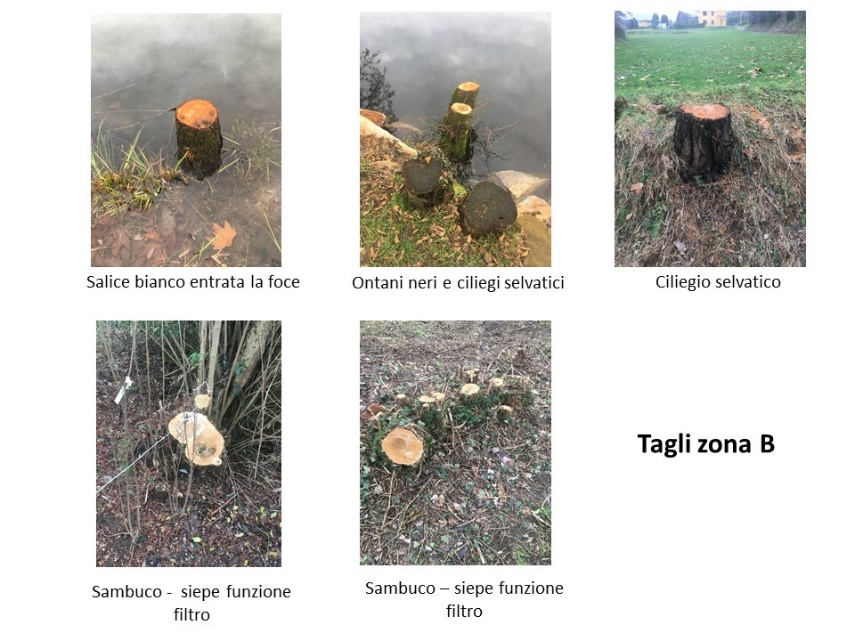 Salice bianco entrata la foce
Ontani neri e ciliegi selvatici
Ciliegio selvatico
Tagli zona B
Sambuco - siepe funzione
filtro
Sambuco – siepe funzione
filtro